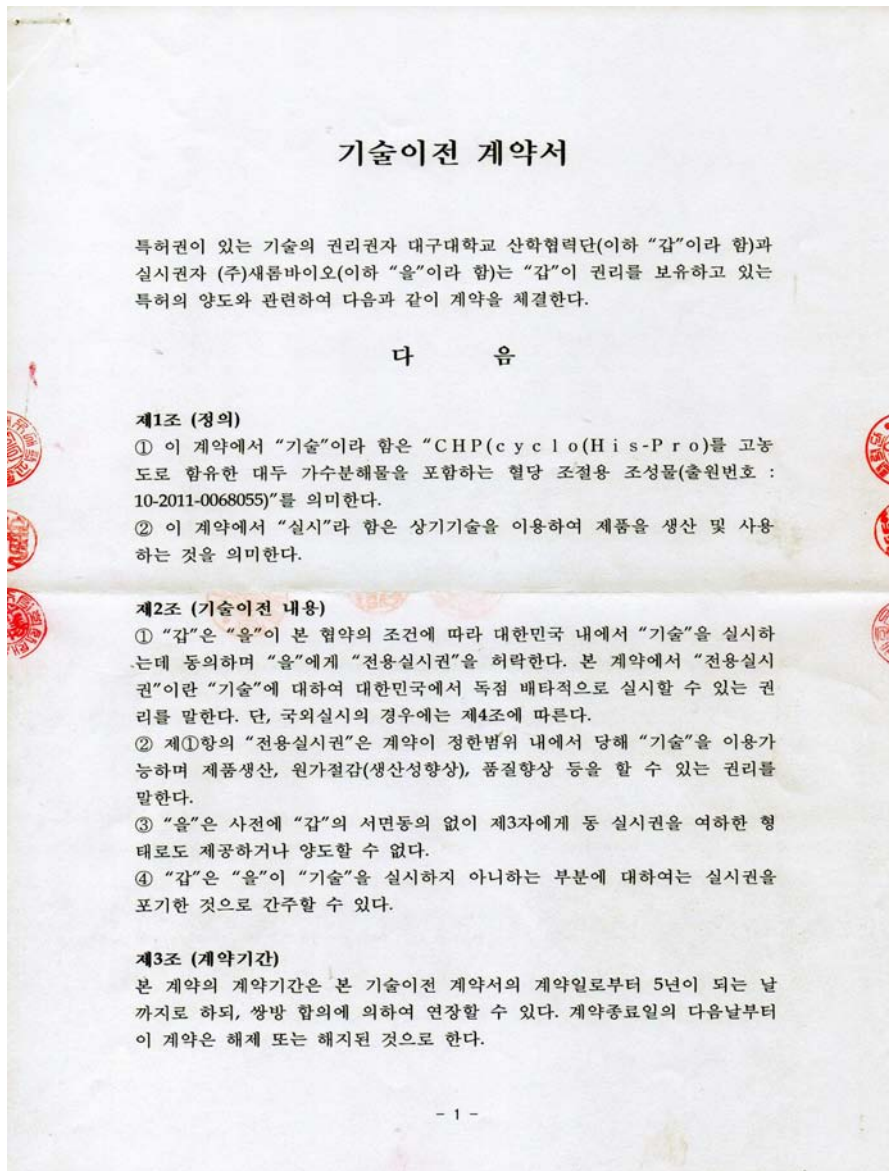 기술이전 계약서
특허권이 있는 기술의 권리권자 대구대학교 산학협력단(이하 “갑”이라 함)과
실시권자 (주)새롬바이오(이하 “을”이라 함)는 “갑”이 권리를 보유하고 있는
특허의 양도와 관련하여 다음과 같이 계약을 체결한다.
다 음
제1조 (정의)
① 이 계약에서 “기술”이라 함은 “CHP(cyclo(His-Pro)를 고농
도로 함유한 대두 가수분해물을 포함하는 혈당 조절용 조성물(출원번호 :
10-2011-0068055)”를 의미한다.
② 이 계약에서 “실시”라 함은 상기기술을 이용하여 제품을 생산 및 사용
하는 것을 의미한다.
제2조 (기술이전 내용)
① “갑”은 “을”이 본 협약의 조건에 따라 대한민국 내에서 “기술”을 실시하
는데 동의하며 “을”에게 “전용실시권”을 허락한다. 본 계약에서 “전용실시
권”이란 “기술”에 대하여 대한민국에서 독점 배타적으로 실시할 수 있는 권
리를 말한다. 단, 국외실시의 경우에는 제4조에 따른다.
② 제①항의 “전용실시권”은 계약이 정한범위 내에서 당해 “기술”을 이용가
능하며 제품생산, 원가절감(생산성향상), 품질향상 등을 할 수 있는 권리를
말한다.
③ “을”은 사전에 “갑”의 서면동의 없이 제3자에게 동 실시권을 여하한 형
태로도 제공하거나 양도할 수 없다.
④ “갑”은 “을”이 “기술”을 실시하지 아니하는 부분에 대하여는 실시권을
포기한 것으로 간주할 수 있다.
제3조 (계약기간)
본 계약의 계약기간은 본 기술이전 계약서의 계약일로부터 5년이 되는 날
까지로 하되, 쌍방 합의에 의하여 연장할 수 있다. 계약종료일의 다음날부터
이 계약은 해제 또는 해지된 것으로 한다.
- 1 -